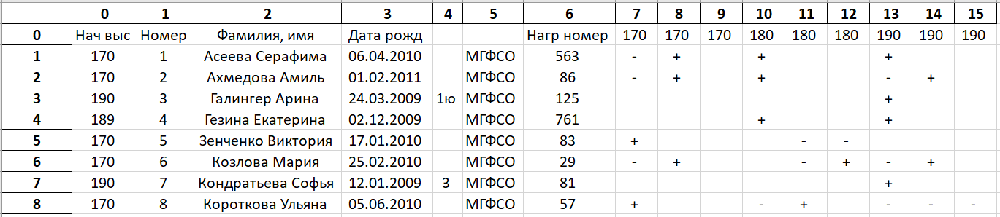 0 1 2 3 4 5 6 7 8 9 10 11 12 13 14 15
0 Нач выс Номер Фамилия, имя Дата рожд Нагр номер 170 170 170 180 180 180 190 190 190
1 170 1 Асеева Серафима 06.04.2010 МГФСО 563 - + + +
2 170 2 Ахмедова Амиль 01.02.2011 МГФСО 86 - + + - +
3 190 3 Галингер Арина 24.03.2009 1ю МГФСО 125 +
4 189 4 Гезина Екатерина 02.12.2009 МГФСО 761 + +
5 170 5 Зенченко Виктория 17.01.2010 МГФСО 83 + - -
6 170 6 Козлова Мария 25.02.2010 МГФСО 29 - + - + - +
7 190 7 Кондратьева Софья 12.01.2009 3 МГФСО 81 +
8 170 8 Короткова Ульяна 05.06.2010 МГФСО 57 + - + - - -